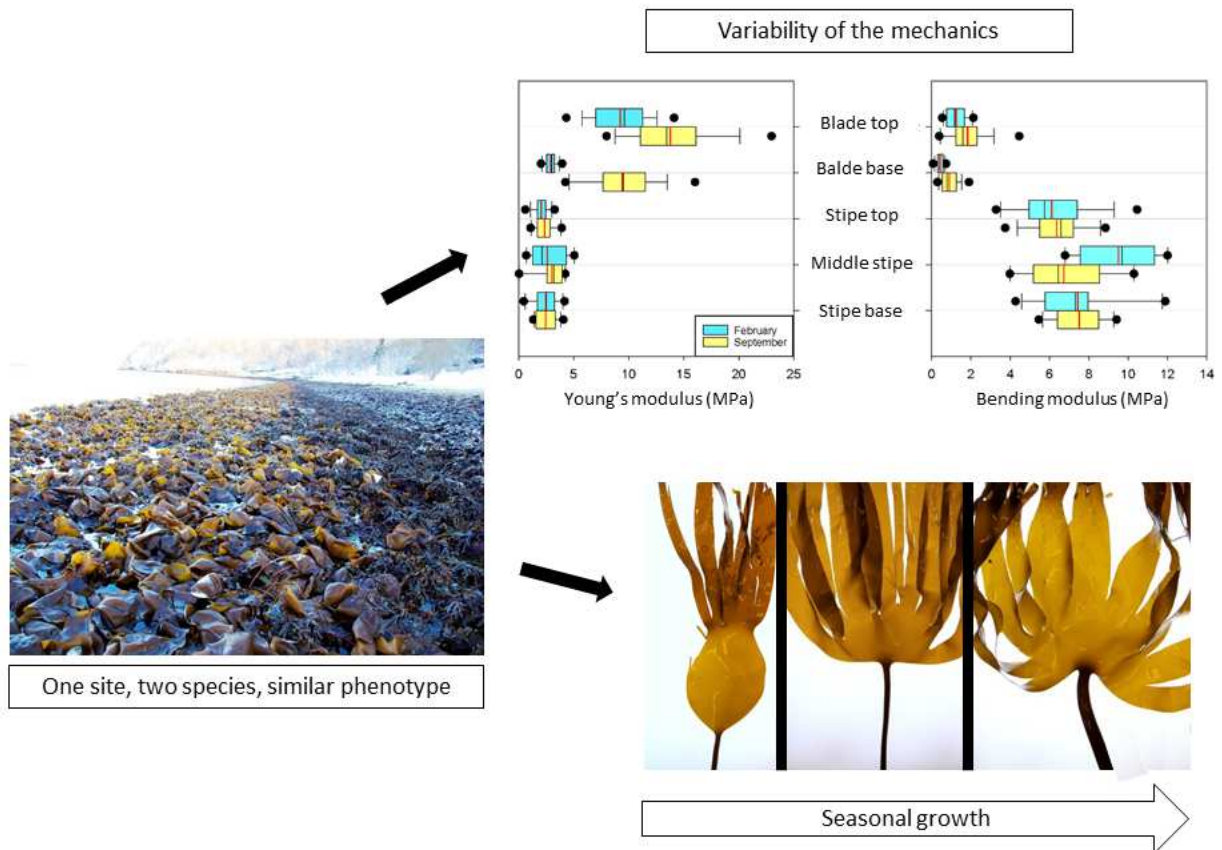 Variability of the mechanics
Blade top
Balde base
Stipe top
Middle stipe
Stipe base
February
September
0 5 10 15 20 25
Young's modulus (MPa)
0 2 4 6 8 10 12 14
Bending modulus (MPa)
One site, two species, similar phenotype
Seasonal growth